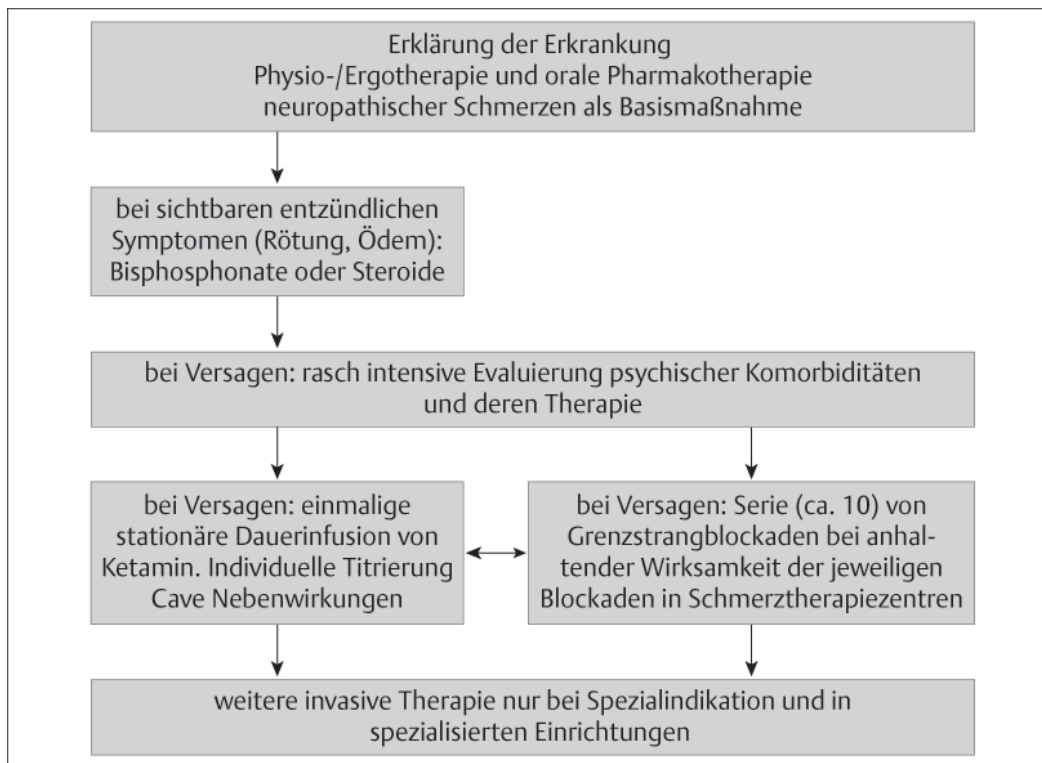 Erklärung der Erkrankung
Physio-/Ergotherapie und orale Pharmakotherapie
neuropathischer Schmerzen als Basismaßnahme
bei sichtbaren entzündlichen
Symptomen (Rötung, Ödem):
Bisphosphonate oder Steroide
bei Versagen: rasch intensive Evaluierung psychischer Komorbiditäten
und deren Therapie
bei Versagen: einmalige
stationäre Dauerinfusion von
Ketamin. Individuelle Titrierung
Cave Nebenwirkungen
bei Versagen: Serie (ca. 10) von
Grenzstrangblockaden bei anhal-
tender Wirksamkeit der jeweiligen
Blockaden in Schmerztherapiezentren
weitere invasive Therapie nur bei Spezialindikation und in
spezialisierten Einrichtungen